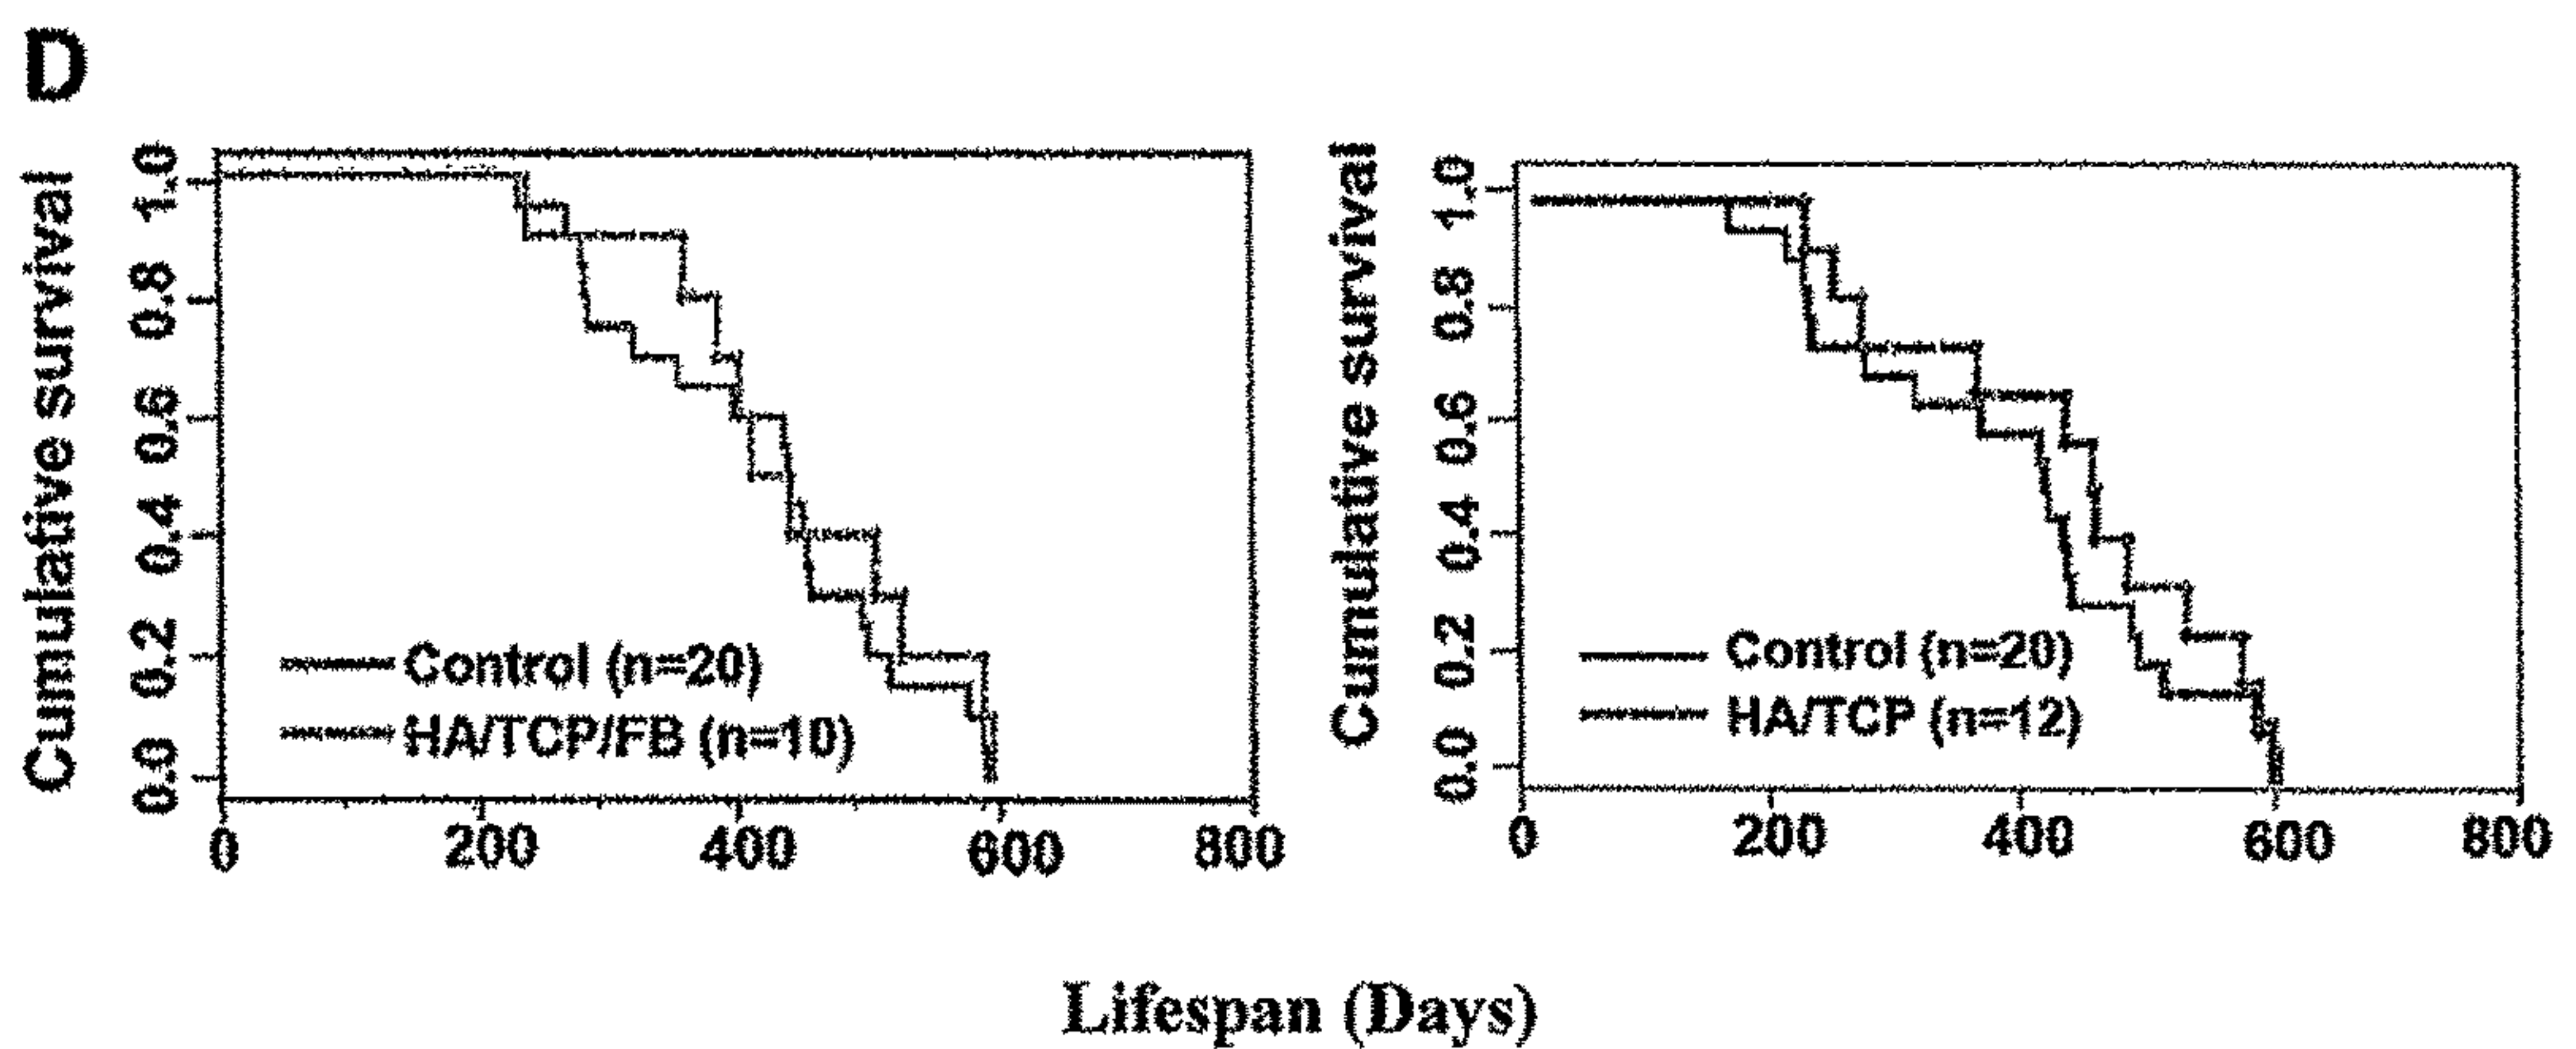 D
Cumulative survival
1.0
0.8
0.6
0.4
0.2
0.0
Control (n=20)
HA/TCP/FB (n=10)
0 200 400 600 800
Cumulative survival
1.0
0.8
0.6
0.4
0.2
0.0
Control (n=20)
HA/TCP (n=12)
0 200 400 600 800
Lifespan (Days)